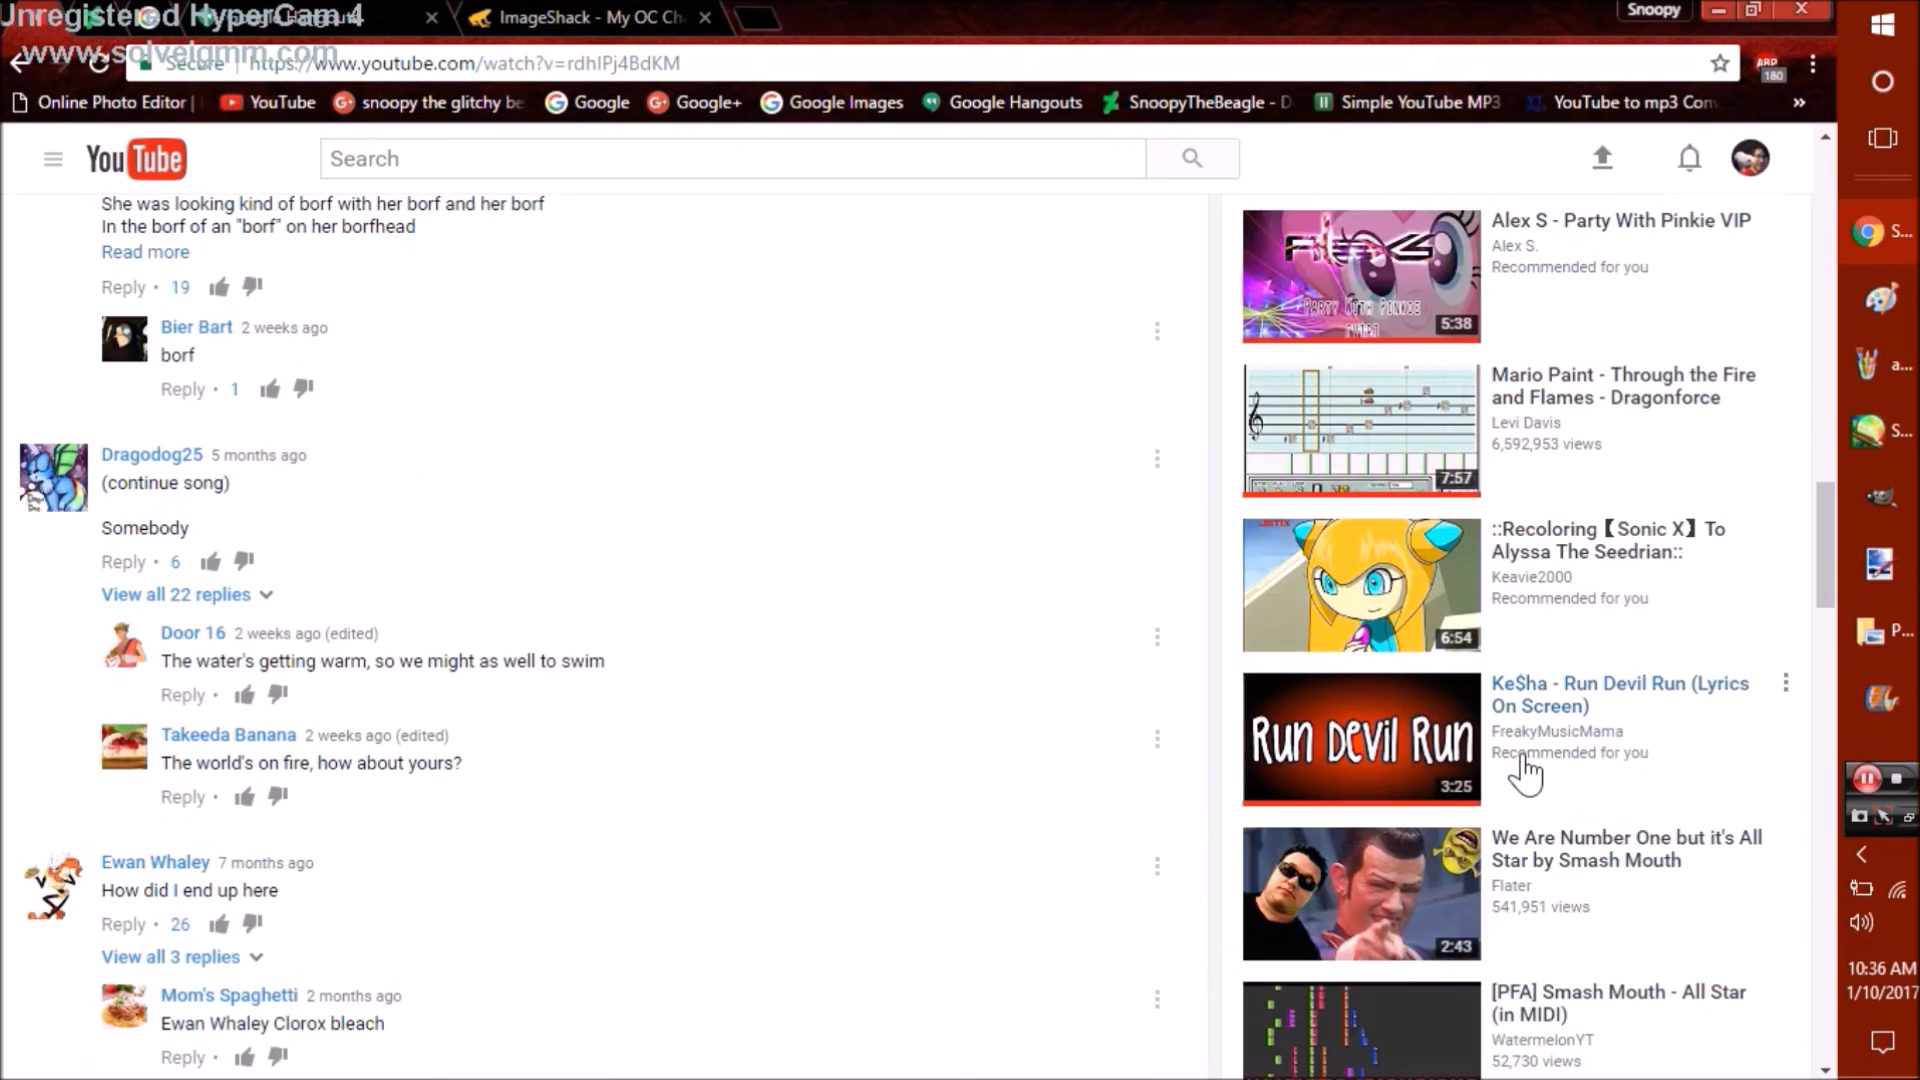 Unregistered HyperCam 4
www.solveigmm.com
ImageShack - My OC Ch
Snoopy
Secure
https://www.youtube.com/watch?v=rdhIPj4BdKM
ABP
180
Online Photo Editor
YouTube
snoopy the glitchy be
Google
Google+
Google Images
Google Hangouts
SnoopyTheBeagle - D
Simple YouTube MP3
YouTube to mp3 Con
»
YouTube
Search
She was looking kind of borf with her borf and her borf
In the borf of an "borf" on her borfhead
Read more
Reply • 19
Bier Bart 2 weeks ago
borf
Reply • 1
Dragodog25 5 months ago
(continue song)
Somebody
Reply • 6
View all 22 replies
Door 16 2 weeks ago (edited)
The water's getting warm, so we might as well to swim
Reply •
Takeeda Banana 2 weeks ago (edited)
The world's on fire, how about yours?
Reply •
Ewan Whaley 7 months ago
How did I end up here
Reply • 26
View all 3 replies
Mom's Spaghetti 2 months ago
Ewan Whaley Clorox bleach
Reply •
PARTY WITH PINKIE
5:38
Alex S - Party With Pinkie VIP
Alex S.
Recommended for you
7:57
Mario Paint - Through the Fire
and Flames - Dragonforce
Levi Davis
6,592,953 views
JETIX
6:54
::Recoloring【Sonic X】To
Alyssa The Seedrian::
Keavie2000
Recommended for you
Run Devil Run
3:25
Ke$ha - Run Devil Run (Lyrics
On Screen)
FreakyMusicMama
Recommended for you
2:43
We Are Number One but it's All
Star by Smash Mouth
Flater
541,951 views
[PFA] Smash Mouth - All Star
(in MIDI)
WatermelonYT
52,730 views
S...
a...
S...
P...
10:36 AM
1/10/2017